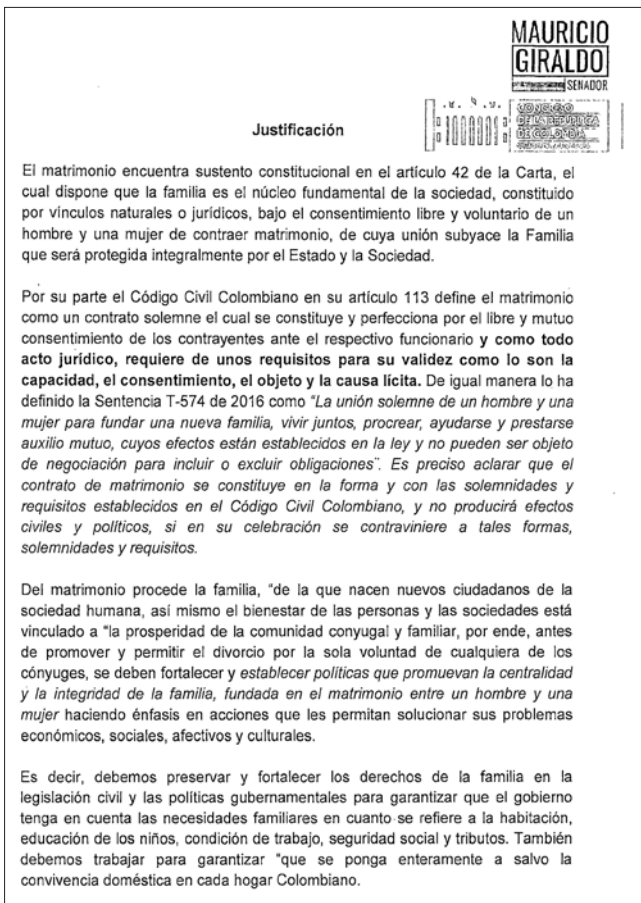 MAURICIO
GIRALDO
SENADOR
CONGRESO
DE LA REPÚBLICA
DE COLOMBIA
Justificación
El matrimonio encuentra sustento constitucional en el artículo 42 de la Carta, el
cual dispone que la familia es el núcleo fundamental de la sociedad, constituido
por vínculos naturales o jurídicos, bajo el consentimiento libre y voluntario de un
hombre y una mujer de contraer matrimonio, de cuya unión subyace la Familia
que será protegida integralmente por el Estado y la Sociedad.
Por su parte el Código Civil Colombiano en su artículo 113 define el matrimonio
como un contrato solemne el cual se constituye y perfecciona por el libre y mutuo
consentimiento de los contrayentes ante el respectivo funcionario y como todo
acto jurídico, requiere de unos requisitos para su validez como lo son la
capacidad, el consentimiento, el objeto y la causa lícita. De igual manera lo ha
definido la Sentencia T-574 de 2016 como "La unión solemne de un hombre y una
mujer para fundar una nueva familia, vivir juntos, procrear, ayudarse y prestarse
auxilio mutuo, cuyos efectos están establecidos en la ley y no pueden ser objeto
de negociación para incluir o excluir obligaciones". Es preciso aclarar que el
contrato de matrimonio se constituye en la forma y con las solemnidades y
requisitos establecidos en el Código Civil Colombiano, y no producirá efectos
civiles y políticos, si en su celebración se contraviniere a tales formas,
solemnidades y requisitos.
Del matrimonio procede la familia, "de la que nacen nuevos ciudadanos de la
sociedad humana, así mismo el bienestar de las personas y las sociedades está
vinculado a "la prosperidad de la comunidad conyugal y familiar, por ende, antes
de promover y permitir el divorcio por la sola voluntad de cualquiera de los
cónyuges, se deben fortalecer y establecer políticas que promuevan la centralidad
y la integridad de la familia, fundada en el matrimonio entre un hombre y una
mujer haciendo énfasis en acciones que les permitan solucionar sus problemas
económicos, sociales, afectivos y culturales.
Es decir, debemos preservar y fortalecer los derechos de la familia en la
legislación civil y las políticas gubernamentales para garantizar que el gobierno
tenga en cuenta las necesidades familiares en cuanto se refiere a la habitación,
educación de los niños, condición de trabajo, seguridad social y tributos. También
debemos trabajar para garantizar "que se ponga enteramente a salvo la
convivencia doméstica en cada hogar Colombiano.